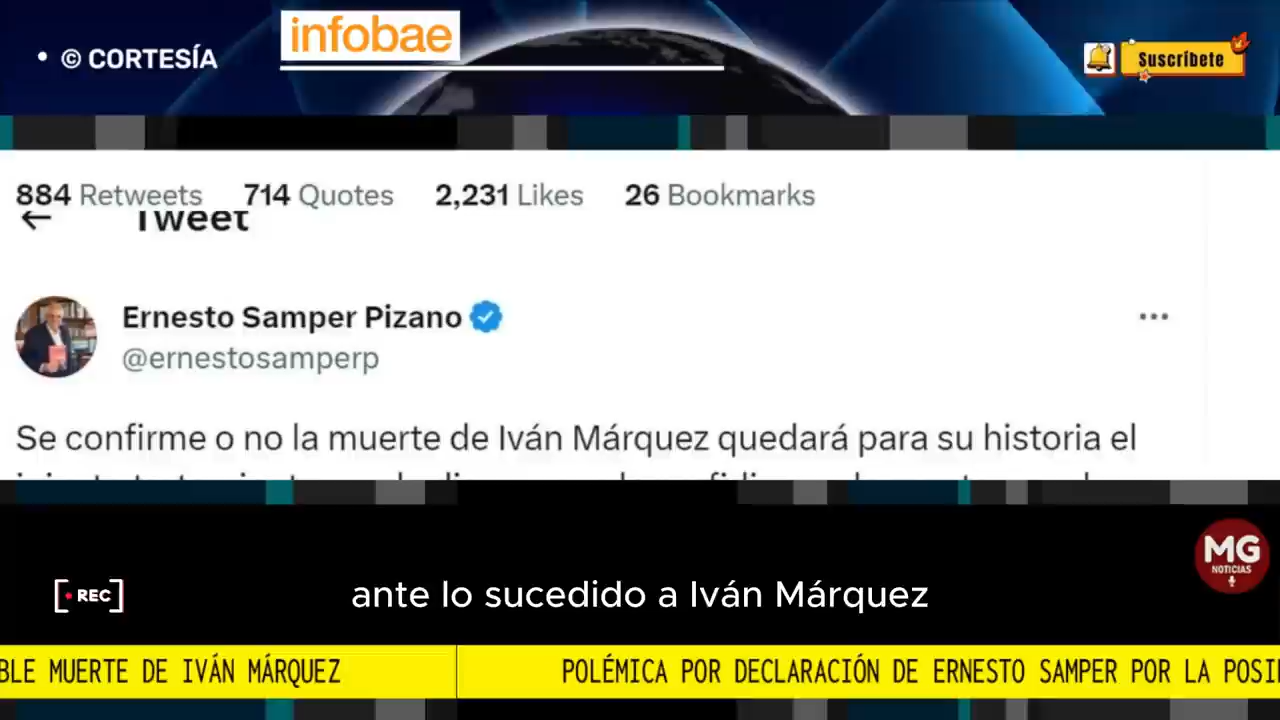 infobae
• © CORTESÍA
Suscríbete
884 Retweets 714 Quotes 2,231 Likes 26 Bookmarks
← Tweet
Ernesto Samper Pizano
@ernestosamperp
Se confirme o no la muerte de Iván Márquez quedará para su historia el
MG
NOTICIAS
REC
ante lo sucedido a Iván Márquez
BLE MUERTE DE IVÁN MÁRQUEZ POLÉMICA POR DECLARACIÓN DE ERNESTO SAMPER POR LA POSI